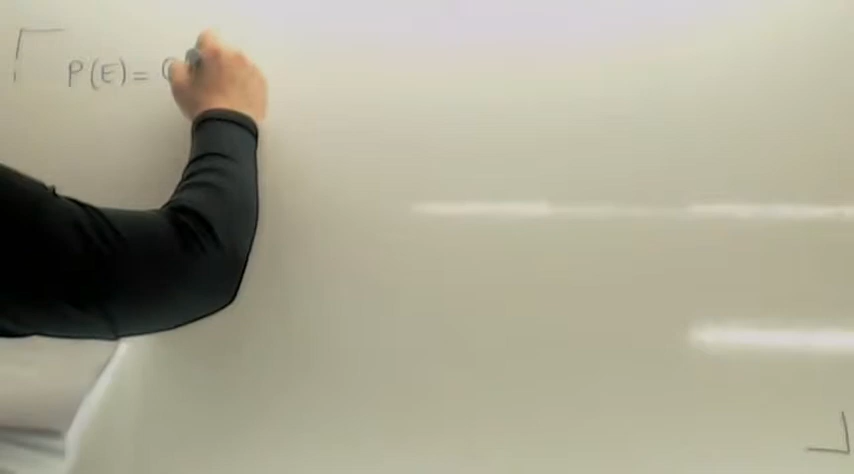 P(E) =